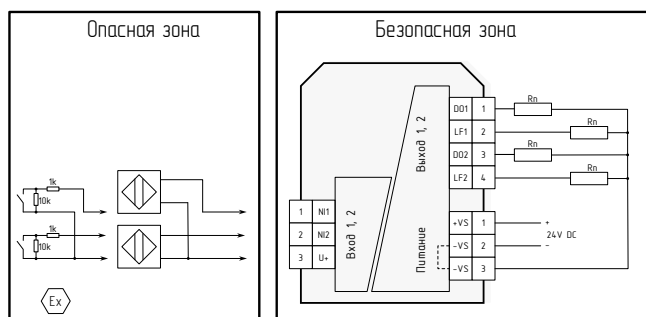 Опасная зона
1k
10k
1k
10k
Ex
Безопасная зона
DO1 1 Rn
LF1 2 Rn
DO2 3 Rn
LF2 4 Rn
Выход 1, 2
1 NI1
2 NI2
3 U+
Вход 1, 2
Питание
+VS 1 +
-VS 2 -
24V DC
-VS 3